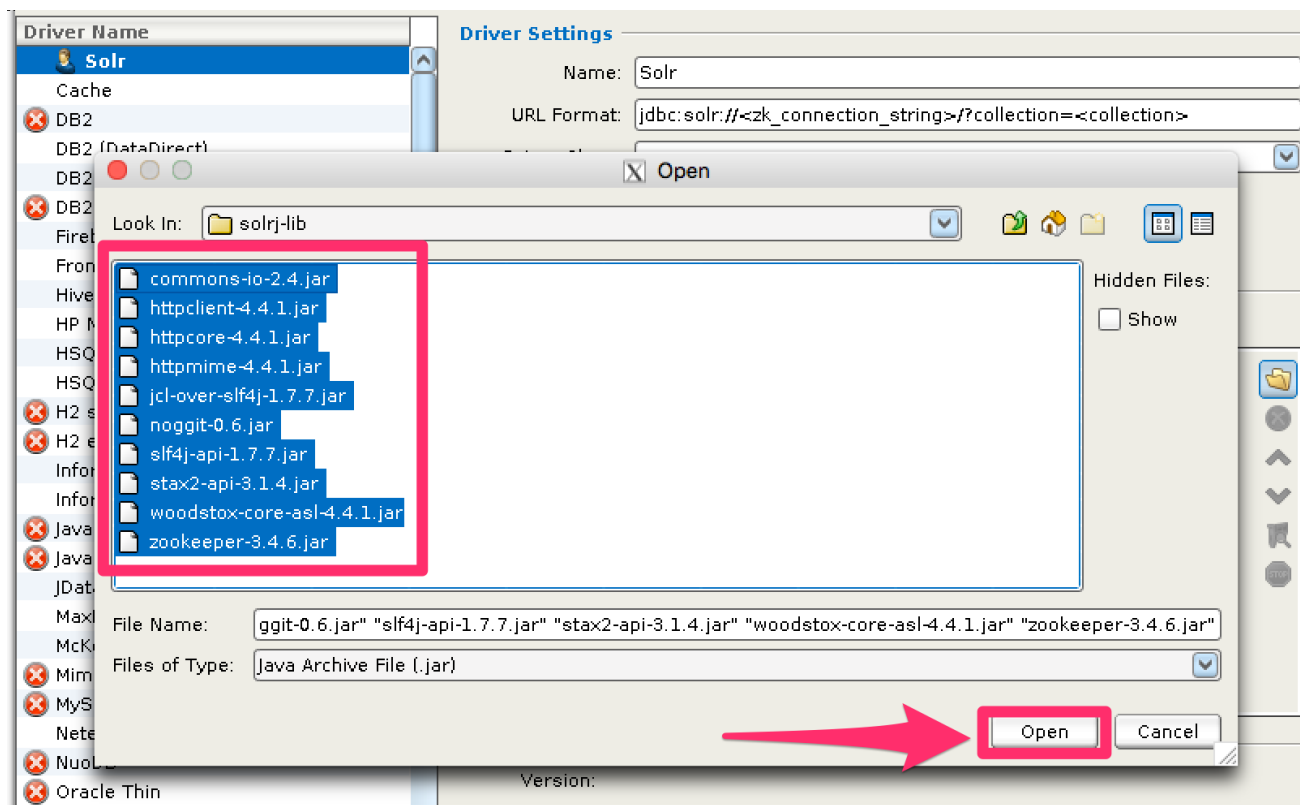 Driver Name
Solr
Cache
DB2
DB2 (DataDirect)
DB2
DB2
Fireb
Fron
Hive
HP M
HSQ
HSQ
H2 s
H2 e
Infor
Infor
Java
Java
JData
MaxD
McKo
Mim
MyS
Nete
NuoDB
Oracle Thin
Driver Settings
Name: Solr
URL Format: jdbc:solr://<zk_connection_string>/?collection=<collection>
Open
Look In: solrj-lib
commons-io-2.4.jar
httpclient-4.4.1.jar
httpcore-4.4.1.jar
httpmime-4.4.1.jar
jcl-over-slf4j-1.7.7.jar
noggit-0.6.jar
slf4j-api-1.7.7.jar
stax2-api-3.1.4.jar
woodstox-core-asl-4.4.1.jar
zookeeper-3.4.6.jar
Hidden Files:
Show
File Name: ggit-0.6.jar" "slf4j-api-1.7.7.jar" "stax2-api-3.1.4.jar" "woodstox-core-asl-4.4.1.jar" "zookeeper-3.4.6.jar"
Files of Type: Java Archive File (.jar)
Open Cancel
STOP
Version: